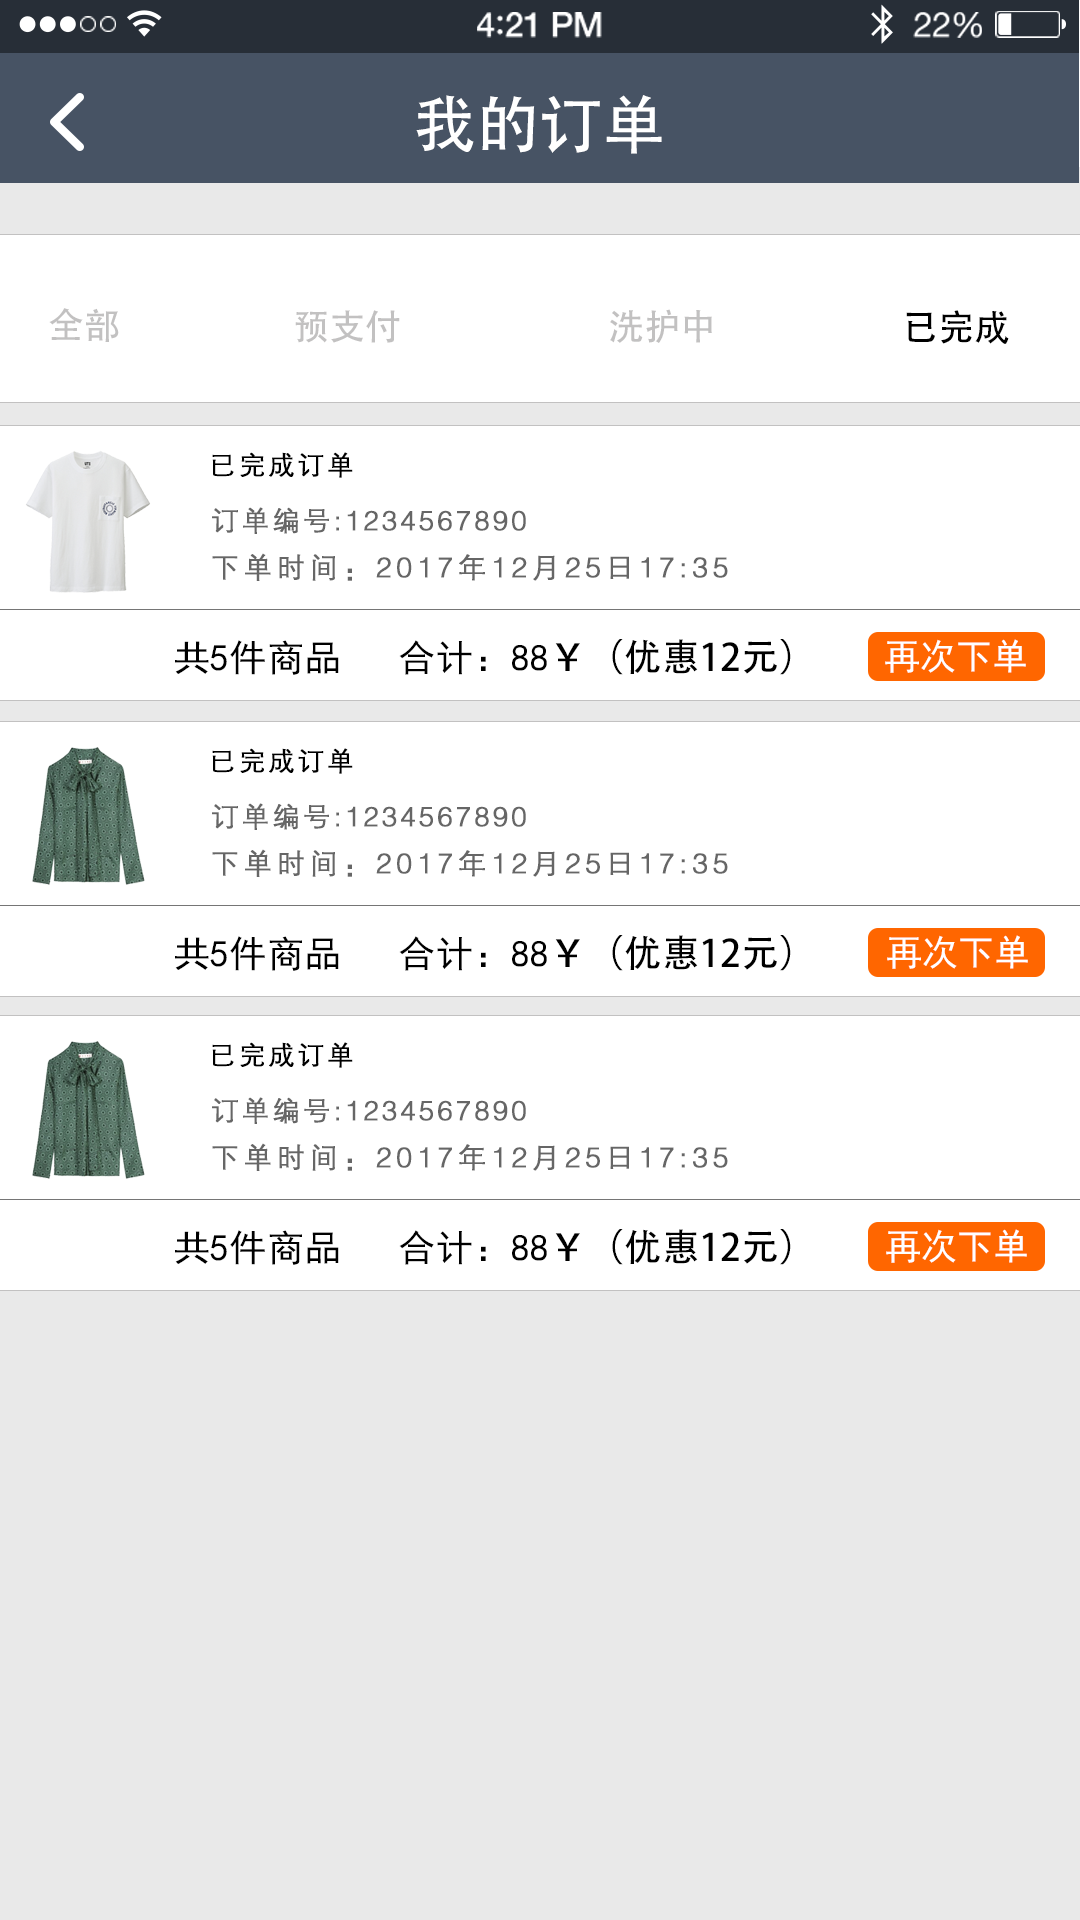 4:21 PM 22%
我的订单
全部 预支付 洗护中 已完成
已完成订单
订单编号:1234567890
下单时间：2017年12月25日17:35
共5件商品 合计：88￥（优惠12元） 再次下单
已完成订单
订单编号:1234567890
下单时间：2017年12月25日17:35
共5件商品 合计：88￥（优惠12元） 再次下单
已完成订单
订单编号:1234567890
下单时间：2017年12月25日17:35
共5件商品 合计：88￥（优惠12元） 再次下单